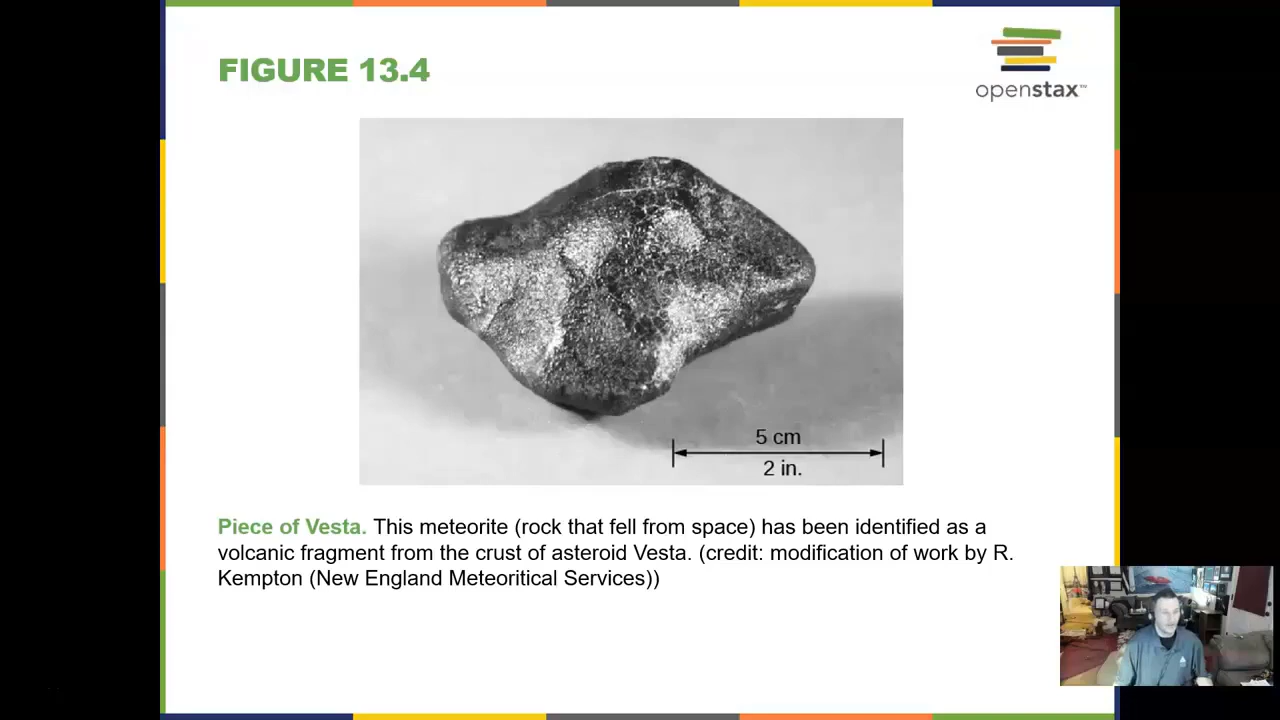 FIGURE 13.4
openstax™
5 cm
2 in.
Piece of Vesta. This meteorite (rock that fell from space) has been identified as a
volcanic fragment from the crust of asteroid Vesta. (credit: modification of work by R.
Kempton (New England Meteoritical Services))